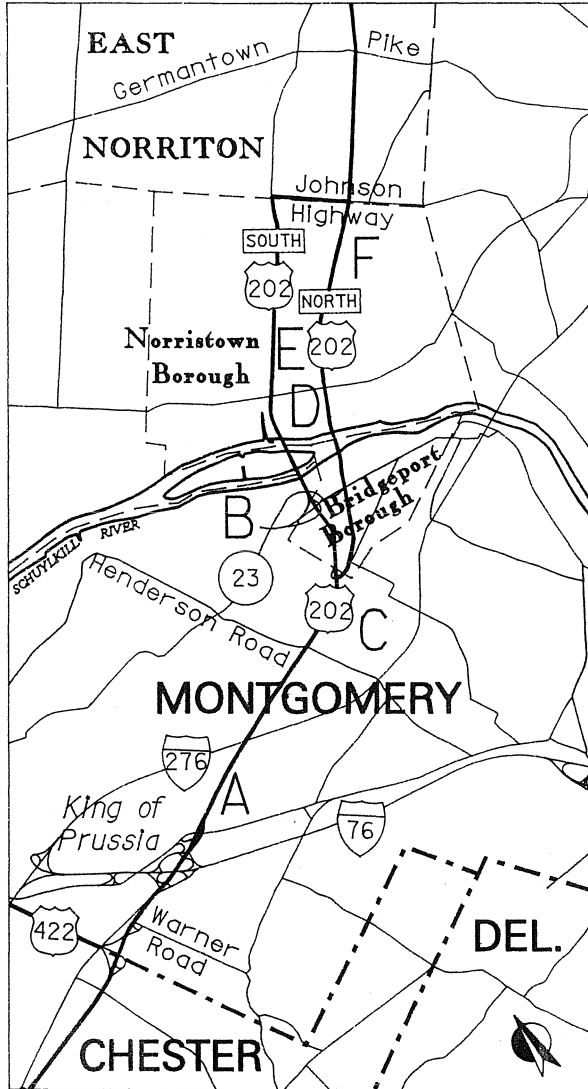 EAST
Germantown Pike
NORRITON
Johnson
Highway
SOUTH
202
F
NORTH
202
Norristown
Borough
E
D
Bridgeport
Borough
B
SCHUYLKILL RIVER
23
Henderson Road
202
C
MONTGOMERY
276
A
King of
Prussia
76
422
Warner
Road
DEL.
CHESTER